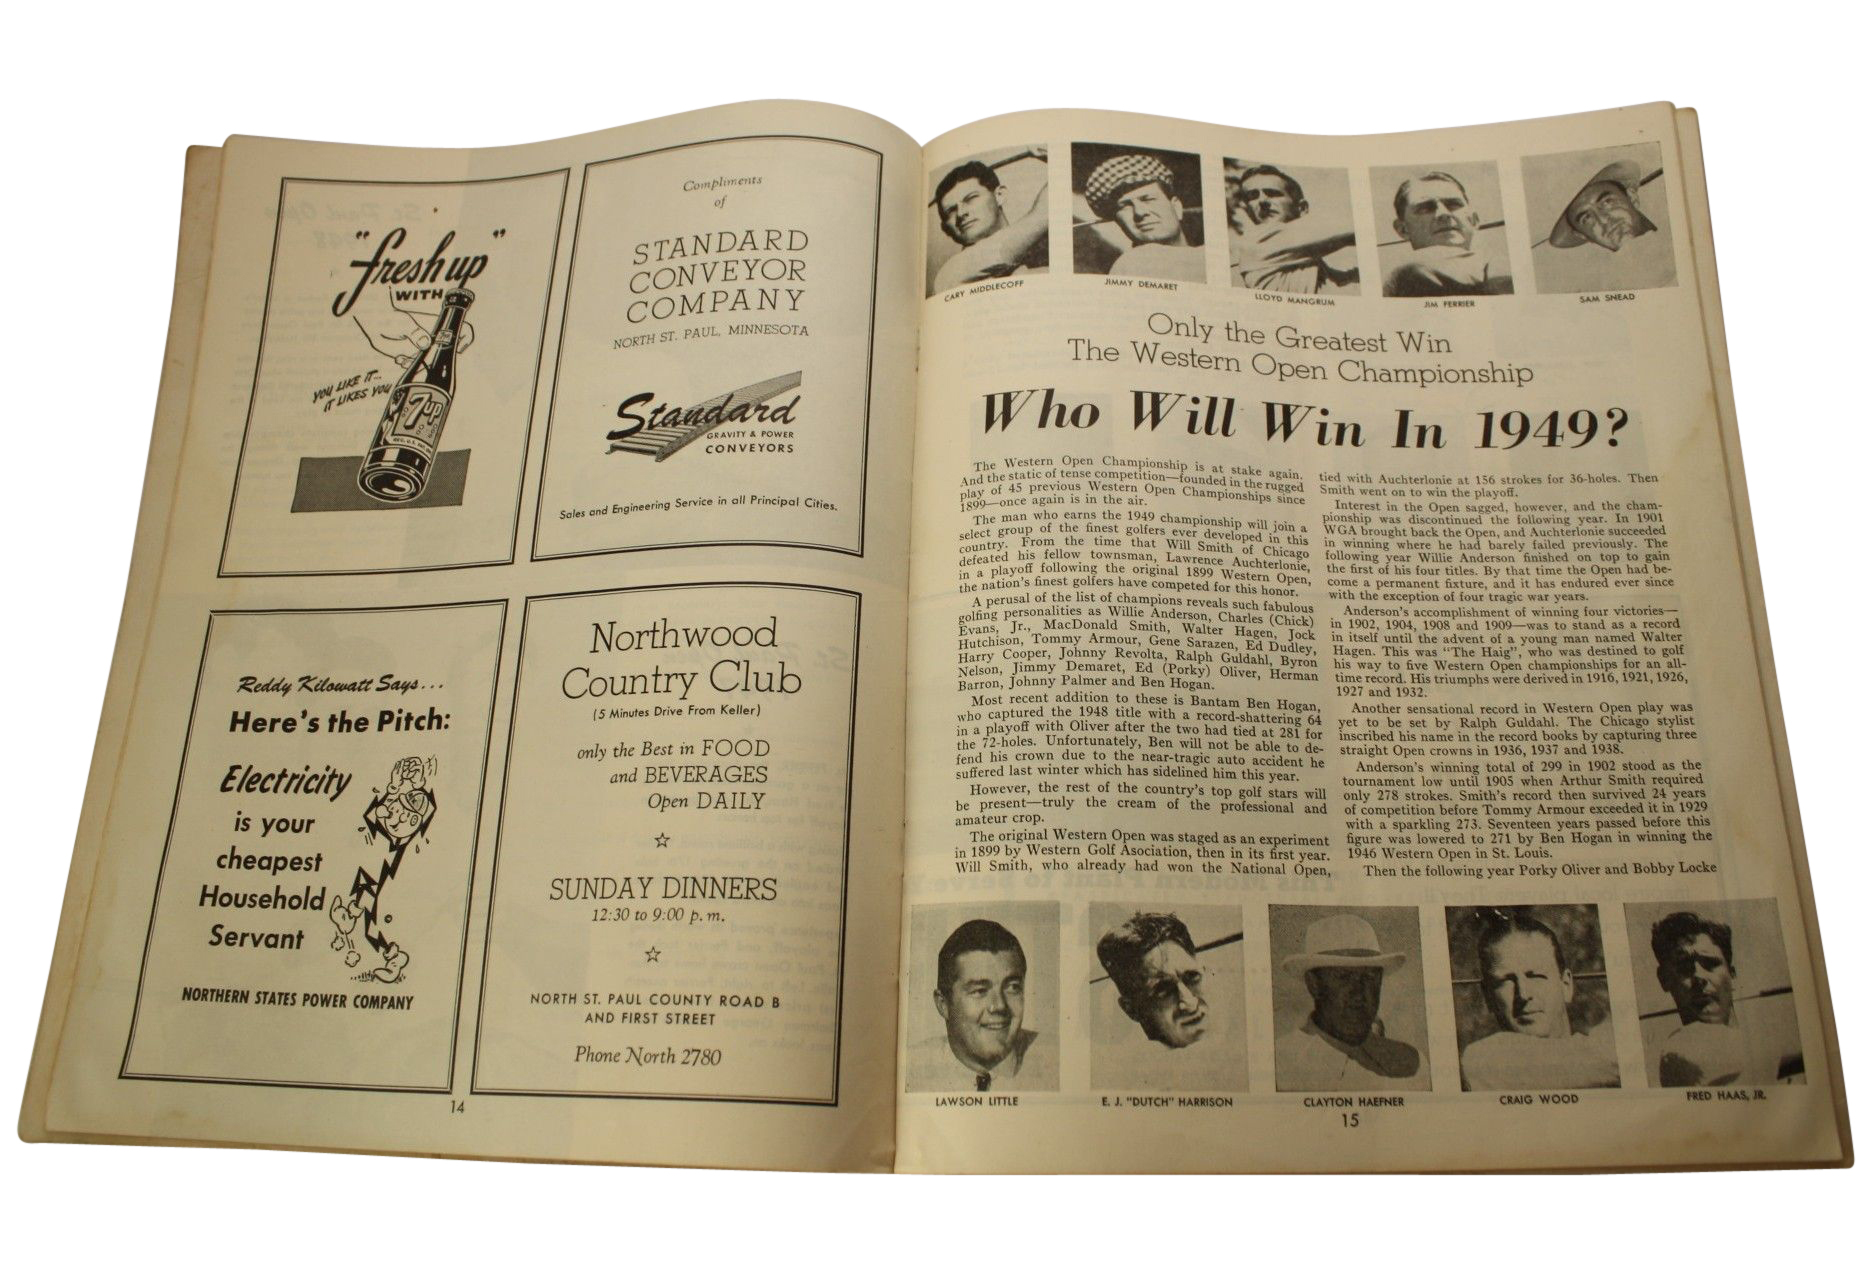 "fresh up"
WITH
YOU LIKE IT...
IT LIKES YOU
7up
Compliments
of
STANDARD
CONVEYOR
COMPANY
NORTH ST. PAUL, MINNESOTA
Standard
GRAVITY & POWER
CONVEYORS
Sales and Engineering Service in all Principal Cities.
Reddy Kilowatt Says...
Here's the Pitch:
Electricity
is your
cheapest
Household
Servant
NORTHERN STATES POWER COMPANY
Northwood
Country Club
(5 Minutes Drive From Keller)
only the Best in FOOD
and BEVERAGES
Open DAILY
SUNDAY DINNERS
12:30 to 9:00 p. m.
NORTH ST. PAUL COUNTY ROAD B
AND FIRST STREET
Phone North 2780
14
CARY MIDDLECOFF
JIMMY DEMARET
LLOYD MANGRUM
JIM FERRIER
SAM SNEAD
Only the Greatest Win
The Western Open Championship
Who Will Win In 1949?
The Western Open Championship is at stake again.
And the static of tense competition—founded in the rugged
play of 45 previous Western Open Championships since
1899—once again is in the air.
The man who earns the 1949 championship will join a
select group of the finest golfers ever developed in this
country. From the time that Will Smith of Chicago
defeated his fellow townsman, Lawrence Auchterlonie,
in a playoff following the original 1899 Western Open,
the nation's finest golfers have competed for this honor.
A perusal of the list of champions reveals such fabulous
golfing personalities as Willie Anderson, Charles (Chick)
Evans, Jr., MacDonald Smith, Walter Hagen, Jock
Hutchison, Tommy Armour, Gene Sarazen, Ed Dudley,
Harry Cooper, Johnny Revolta, Ralph Guldahl, Byron
Nelson, Jimmy Demaret, Ed (Porky) Oliver, Herman
Barron, Johnny Palmer and Ben Hogan.
Most recent addition to these is Bantam Ben Hogan,
who captured the 1948 title with a record-shattering 64
in a playoff with Oliver after the two had tied at 281 for
the 72-holes. Unfortunately, Ben will not be able to de-
fend his crown due to the near-tragic auto accident he
suffered last winter which has sidelined him this year.
However, the rest of the country's top golf stars will
be present—truly the cream of the professional and
amateur crop.
The original Western Open was staged as an experiment
in 1899 by Western Golf Asociation, then in its first year.
Will Smith, who already had won the National Open,
tied with Auchterlonie at 156 strokes for 36-holes. Then
Smith went on to win the playoff.
Interest in the Open sagged, however, and the cham-
pionship was discontinued the following year. In 1901
WGA brought back the Open, and Auchterlonie succeeded
in winning where he had barely failed previously. The
following year Willie Anderson finished on top to gain
the first of his four titles. By that time the Open had be-
come a permanent fixture, and it has endured ever since
with the exception of four tragic war years.
Anderson's accomplishment of winning four victories—
in 1902, 1904, 1908 and 1909—was to stand as a record
in itself until the advent of a young man named Walter
Hagen. This was "The Haig", who was destined to golf
his way to five Western Open championships for an all-
time record. His triumphs were derived in 1916, 1921, 1926,
1927 and 1932.
Another sensational record in Western Open play was
yet to be set by Ralph Guldahl. The Chicago stylist
inscribed his name in the record books by capturing three
straight Open crowns in 1936, 1937 and 1938.
Anderson's winning total of 299 in 1902 stood as the
tournament low until 1905 when Arthur Smith required
only 278 strokes. Smith's record then survived 24 years
of competition before Tommy Armour exceeded it in 1929
with a sparkling 273. Seventeen years passed before this
figure was lowered to 271 by Ben Hogan in winning the
1946 Western Open in St. Louis.
Then the following year Porky Oliver and Bobby Locke
LAWSON LITTLE
E. J. "DUTCH" HARRISON
CLAYTON HAEFNER
CRAIG WOOD
FRED HAAS, JR.
15